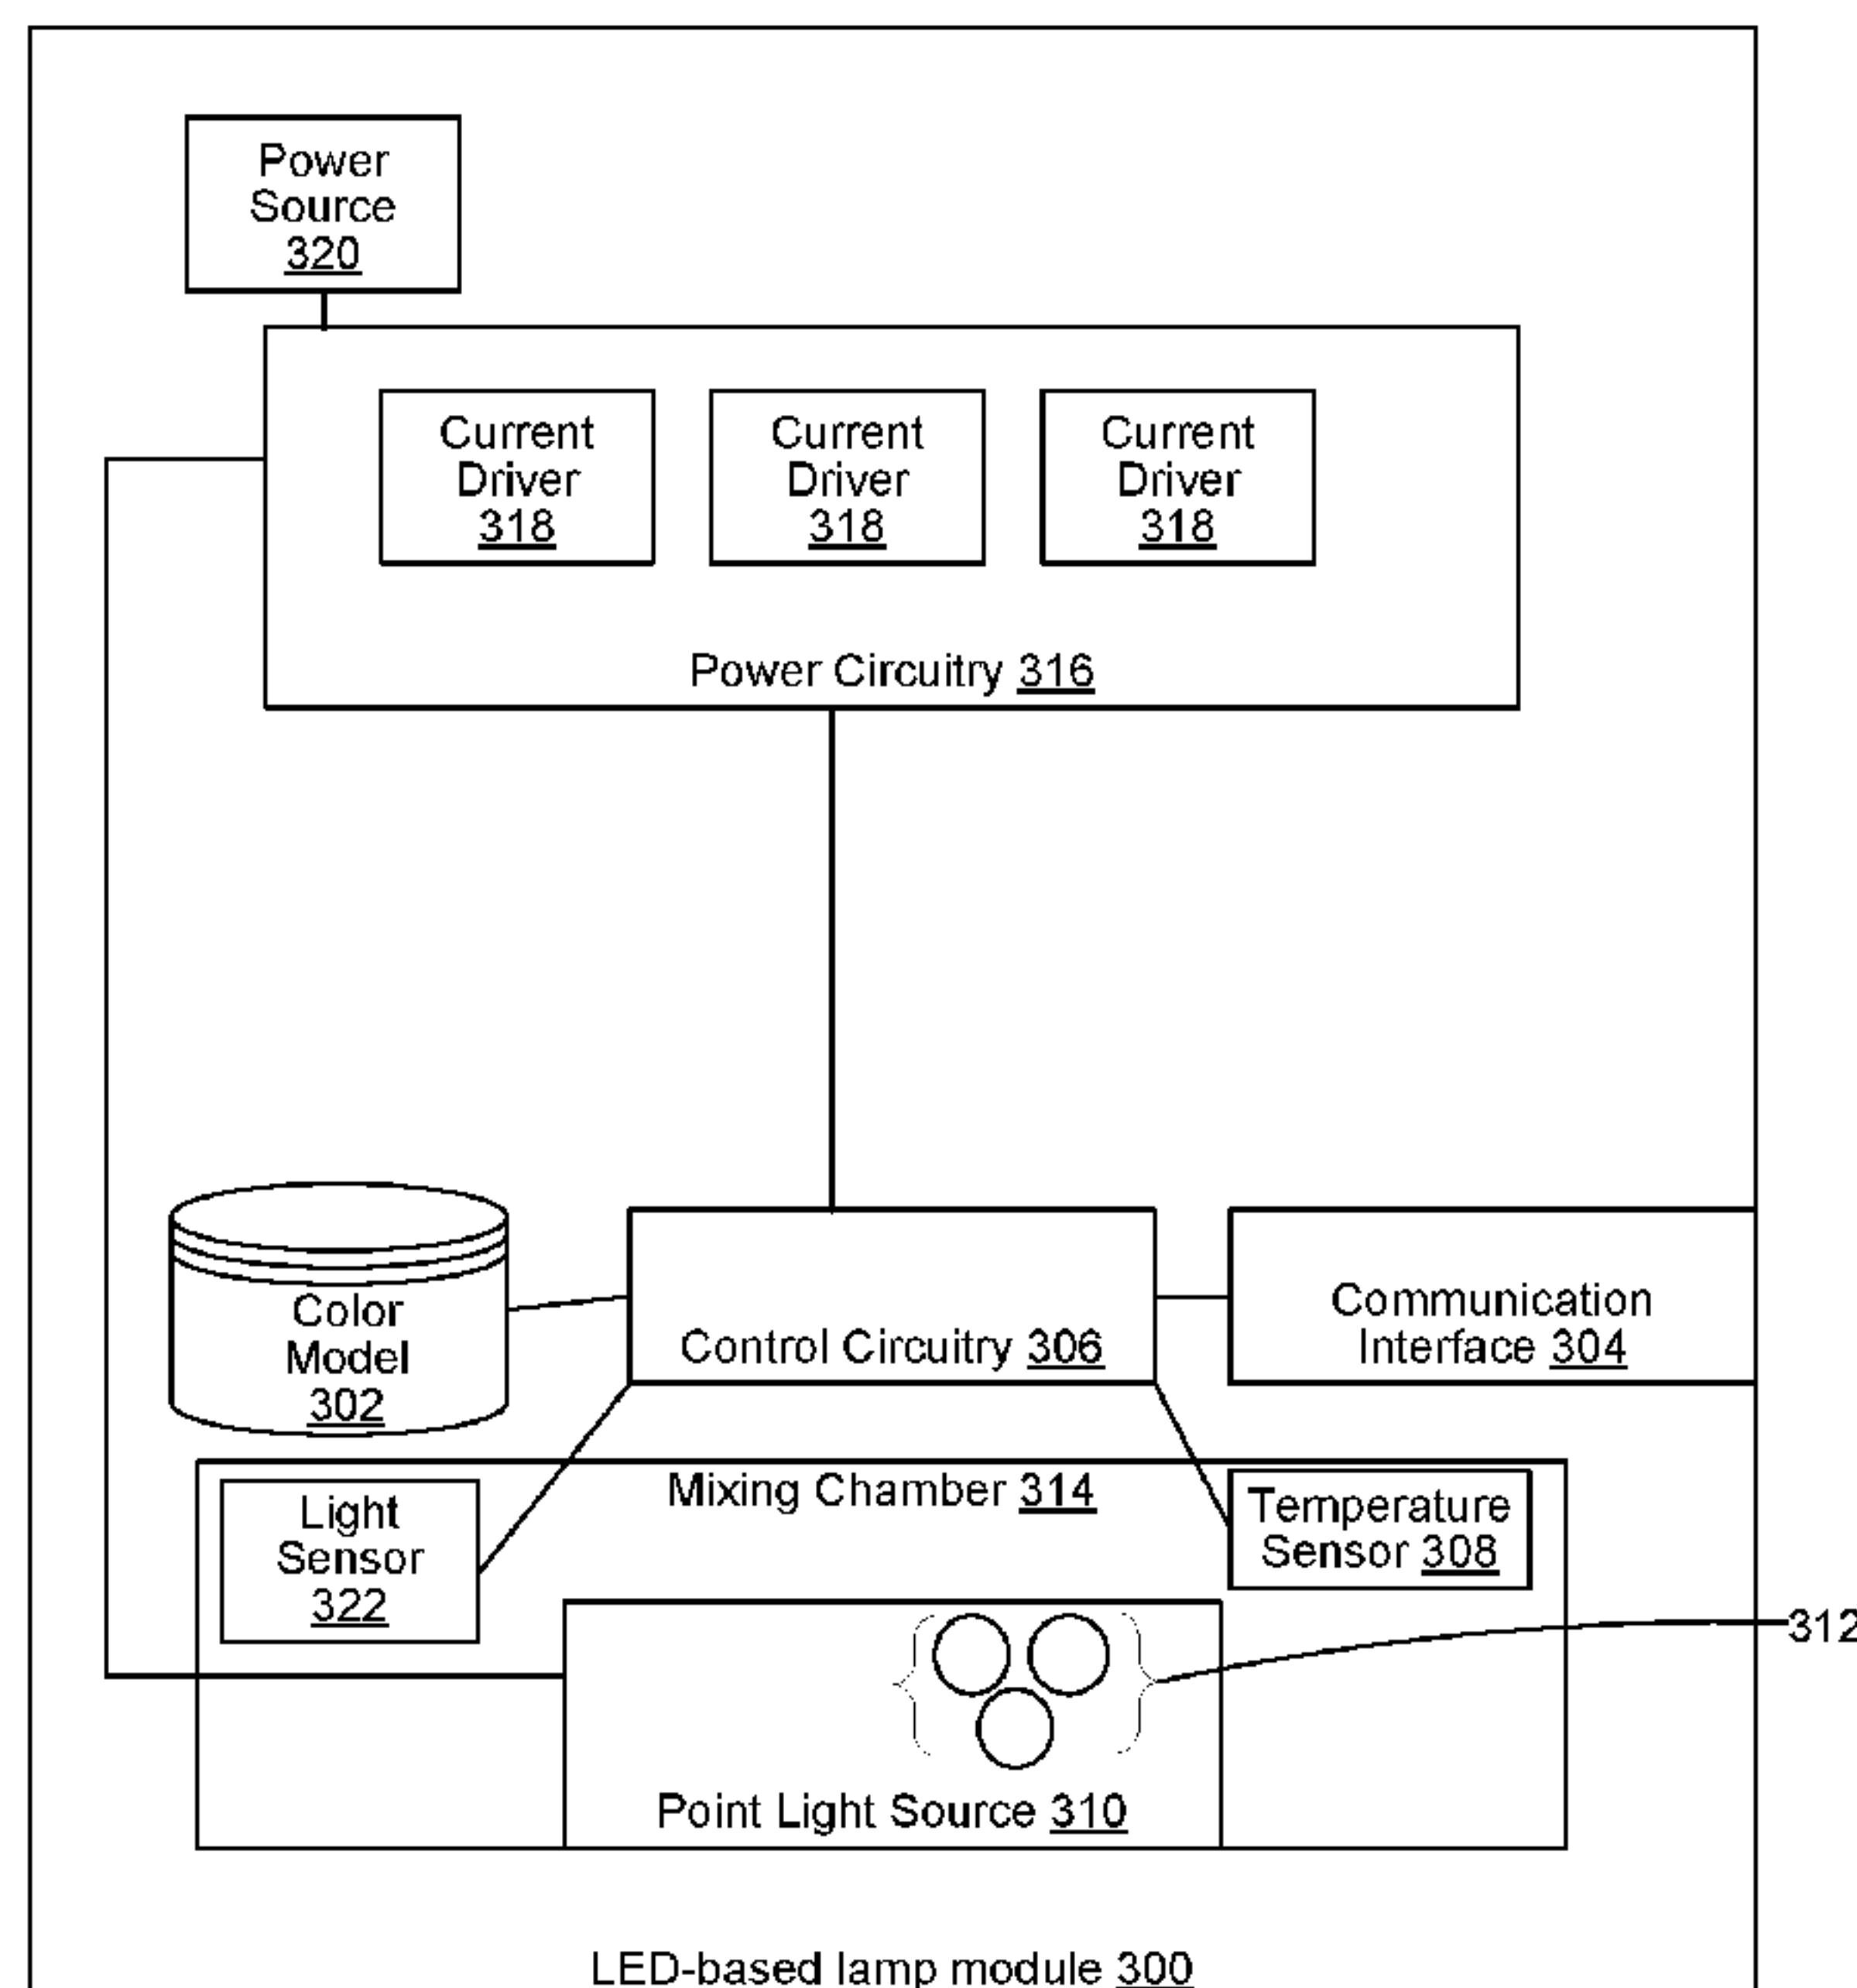 Power
Source
320
Current
Driver
318
Current
Driver
318
Current
Driver
318
Power Circuitry 316
Color
Model
302
Control Circuitry 306
Communication
Interface 304
Mixing Chamber 314
Light
Sensor
322
Temperature
Sensor 308
312
Point Light Source 310
LED-based lamp module 300